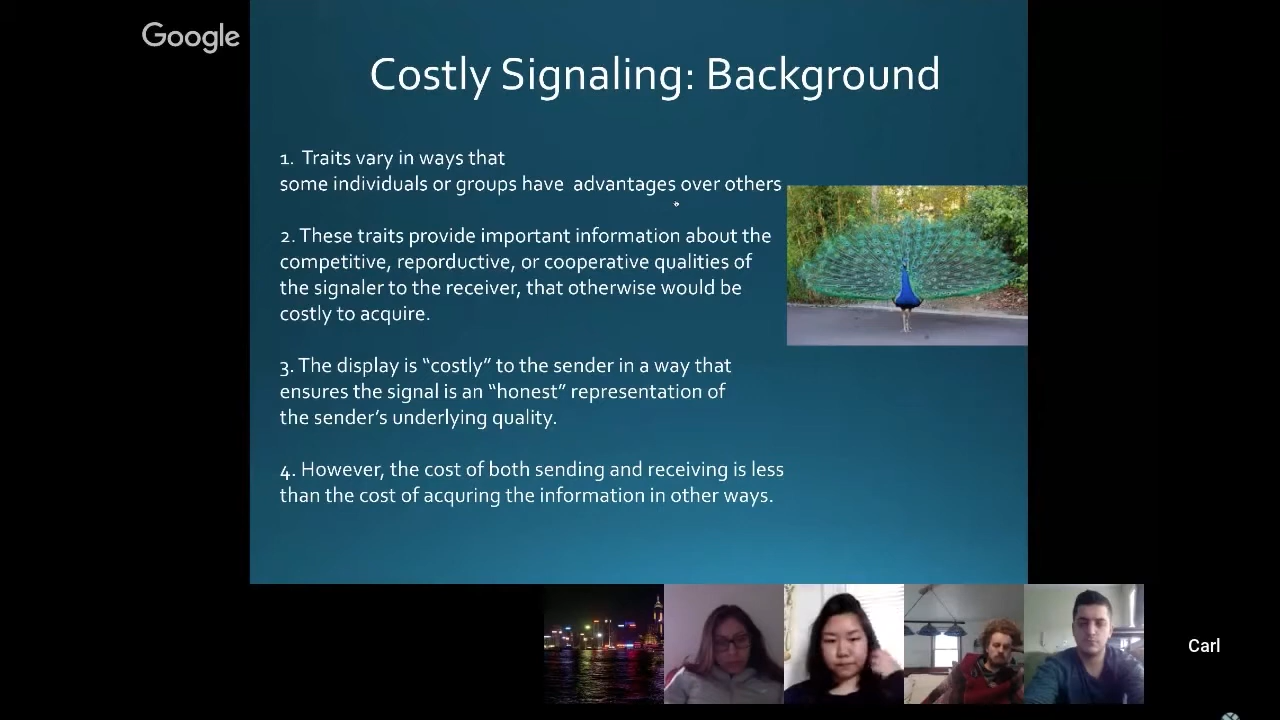 Google
Costly Signaling: Background
1. Traits vary in ways that
some individuals or groups have advantages over others
2. These traits provide important information about the
competitive, reporductive, or cooperative qualities of
the signaler to the receiver, that otherwise would be
costly to acquire.
3. The display is “costly” to the sender in a way that
ensures the signal is an “honest” representation of
the sender’s underlying quality.
4. However, the cost of both sending and receiving is less
than the cost of acquring the information in other ways.
Carl